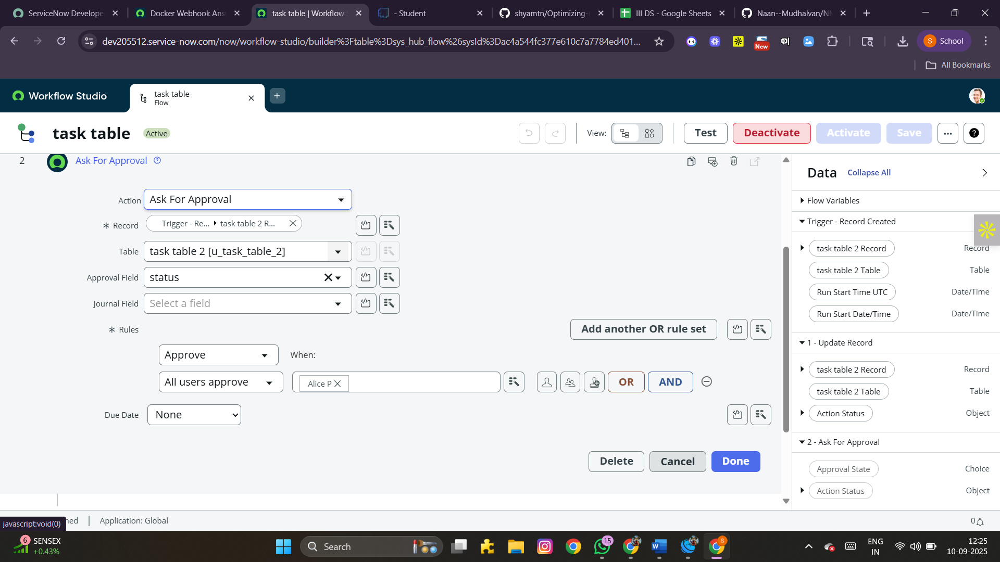 ServiceNow Develope
Docker Webhook Ans
task table | Workflow S
- Student
shyamtn/Optimizing-
III DS - Google Sheets
Naan--Mudhalvan/NM
dev205512.service-now.com/now/workflow-studio/builder%3Ftable%3Dsys_hub_flow%26sysId%3Dac4a544fc377e610c7a7784ed401...
New
S School
All Bookmarks
Workflow Studio
task table
Flow
task table
Active
View:
Test
Deactivate
Activate
Save
2
Ask For Approval
Action
Ask For Approval
Record
Trigger - Re...
task table 2 R...
Table
task table 2 [u_task_table_2]
Approval Field
status
Journal Field
Select a field
Rules
Add another OR rule set
Approve
When:
All users approve
Alice P
OR
AND
Due Date
None
Delete
Cancel
Done
Data
Collapse All
Flow Variables
Trigger - Record Created
task table 2 Record
Record
task table 2 Table
Table
Run Start Time UTC
Date/Time
Run Start Date/Time
Date/Time
1 - Update Record
task table 2 Record
Record
task table 2 Table
Table
Action Status
Object
2 - Ask For Approval
Approval State
Choice
Action Status
Object
javascript:void(0)
Application: Global
0
6
SENSEX
+0.43%
Search
15
S
ENG
IN
12:25
10-09-2025